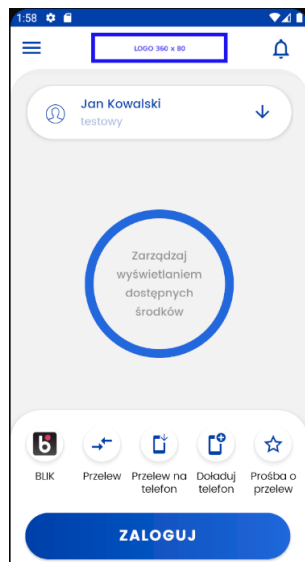 1:58
LOGO 360 x 80
Jan Kowalski
testowy
Zarządzaj
wyświetlaniem
dostępnych
środków
BLIK
Przelew
Przelew na
telefon
Doładuj
telefon
Prośba o
przelew
ZALOGUJ